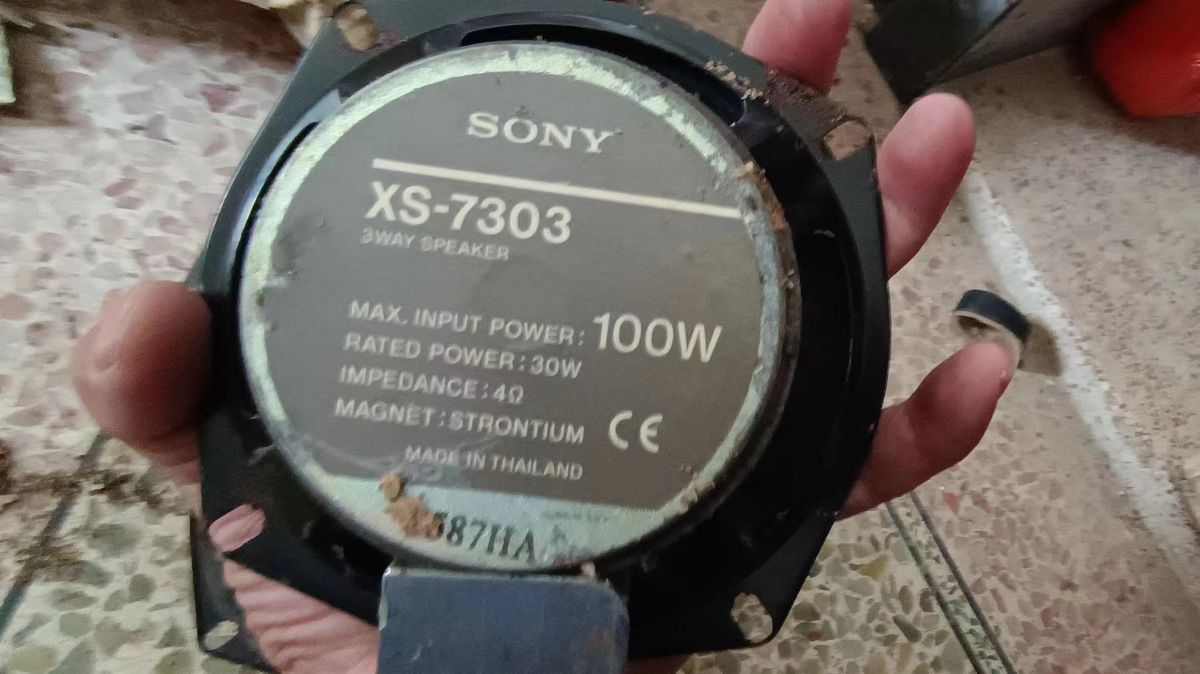 SONY
XS-7303
3WAY SPEAKER
MAX. INPUT POWER: 100W
RATED POWER:30W
IMPEDANCE:4Ω
MAGNET:STRONTIUM CE
MADE IN THAILAND
587HA